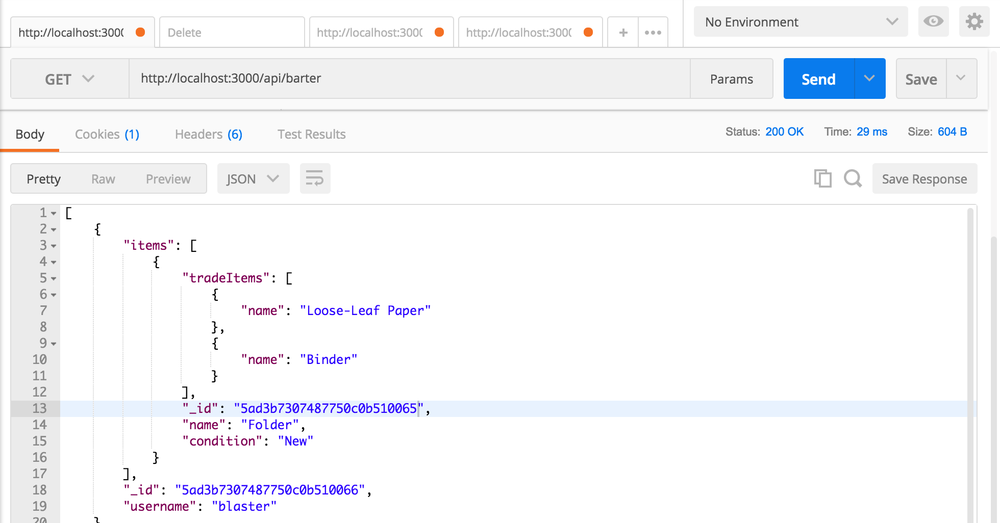 http://localhost:3000 Delete http://localhost:3000 http://localhost:3000 + ••• No Environment
GET http://localhost:3000/api/barter Params Send Save
Body Cookies (1) Headers (6) Test Results Status: 200 OK Time: 29 ms Size: 604 B
Pretty Raw Preview JSON Save Response
1 [
2 {
3 "items": [
4 {
5 "tradeItems": [
6 {
7 "name": "Loose-Leaf Paper"
8 },
9 {
10 "name": "Binder"
11 }
12 ],
13 "_id": "5ad3b7307487750c0b510065",
14 "name": "Folder",
15 "condition": "New"
16 }
17 ],
18 "_id": "5ad3b7307487750c0b510066",
19 "username": "blaster"
20 }